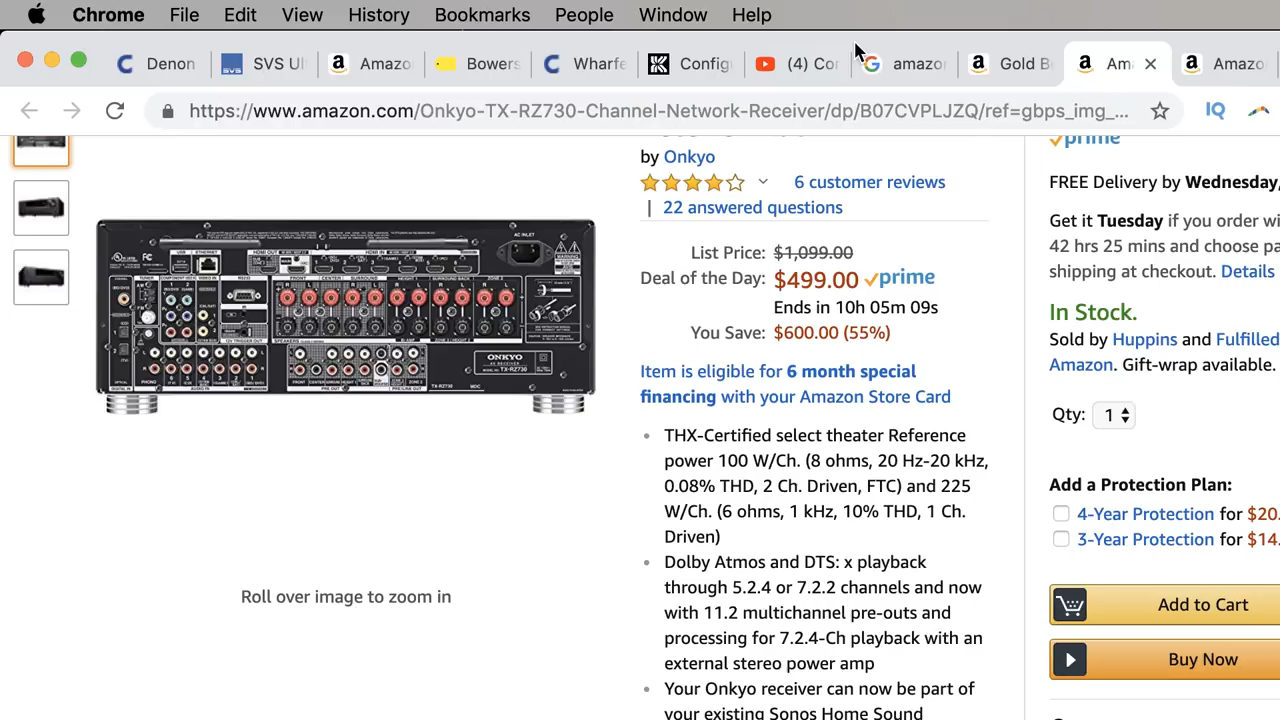 Chrome File Edit View History Bookmarks People Window Help
Denon SVS Ul Amazo Bowers Wharfe Config (4) Cor amazon Gold B Am Amazo
https://www.amazon.com/Onkyo-TX-RZ730-Channel-Network-Receiver/dp/B07CVPLJZQ/ref=gbps_img_...
IQ
by Onkyo
6 customer reviews
| 22 answered questions
List Price: $1,099.00
Deal of the Day: $499.00 prime
Ends in 10h 05m 09s
You Save: $600.00 (55%)
Item is eligible for 6 month special
financing with your Amazon Store Card
• THX-Certified select theater Reference
power 100 W/Ch. (8 ohms, 20 Hz-20 kHz,
0.08% THD, 2 Ch. Driven, FTC) and 225
W/Ch. (6 ohms, 1 kHz, 10% THD, 1 Ch.
Driven)
• Dolby Atmos and DTS: x playback
through 5.2.4 or 7.2.2 channels and now
with 11.2 multichannel pre-outs and
processing for 7.2.4-Ch playback with an
external stereo power amp
• Your Onkyo receiver can now be part of
your existing Sonos Home Sound
AC INLET
ETHERNET
ONKYO
TX-RZ730
Roll over image to zoom in
prime
FREE Delivery by Wednesday,
Get it Tuesday if you order wi
42 hrs 25 mins and choose pa
shipping at checkout. Details
In Stock.
Sold by Huppins and Fulfilled
Amazon. Gift-wrap available.
Qty: 1
Add a Protection Plan:
4-Year Protection for $20.
3-Year Protection for $14.
Add to Cart
Buy Now